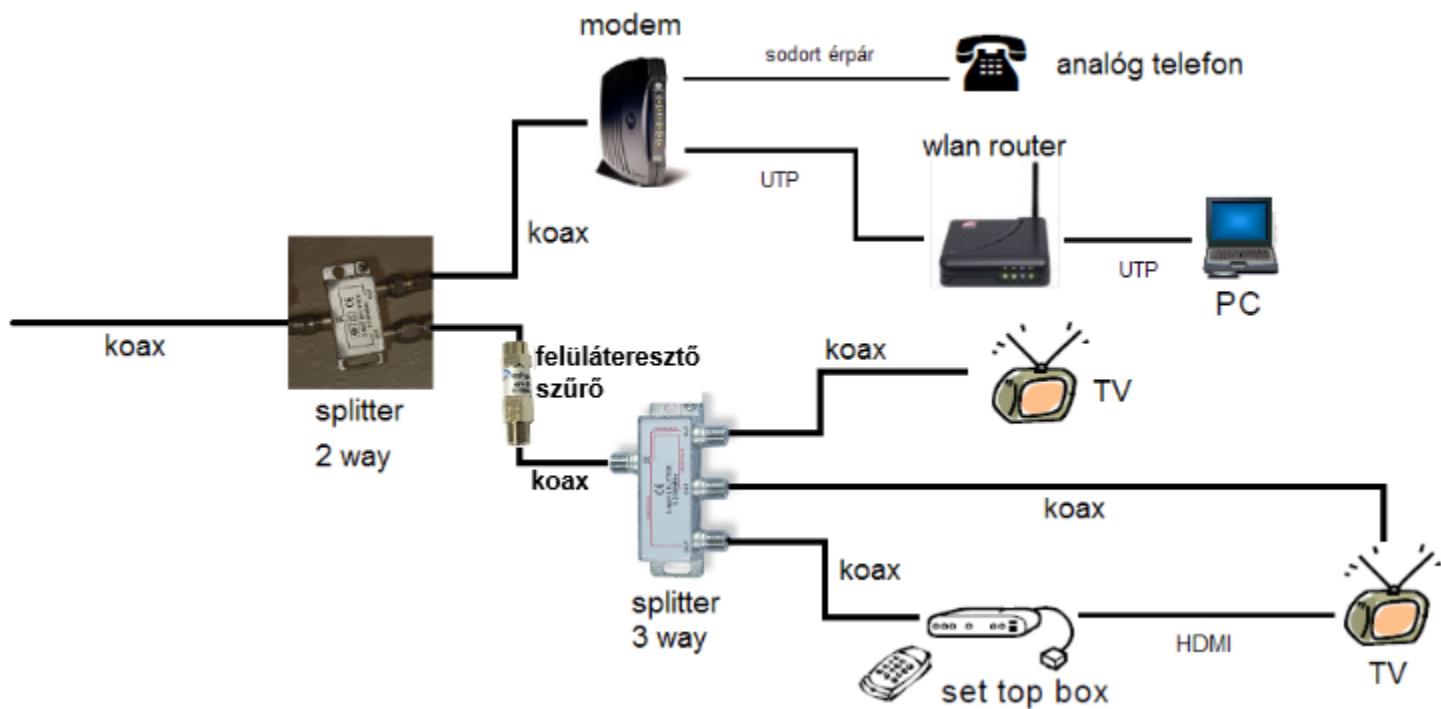 modem
sodort érpár
analóg telefon
wlan router
UTP
koax
UTP
PC
koax
felüláteresztő
szűrő
koax
TV
splitter
2 way
koax
koax
koax
splitter
3 way
HDMI
set top box
TV